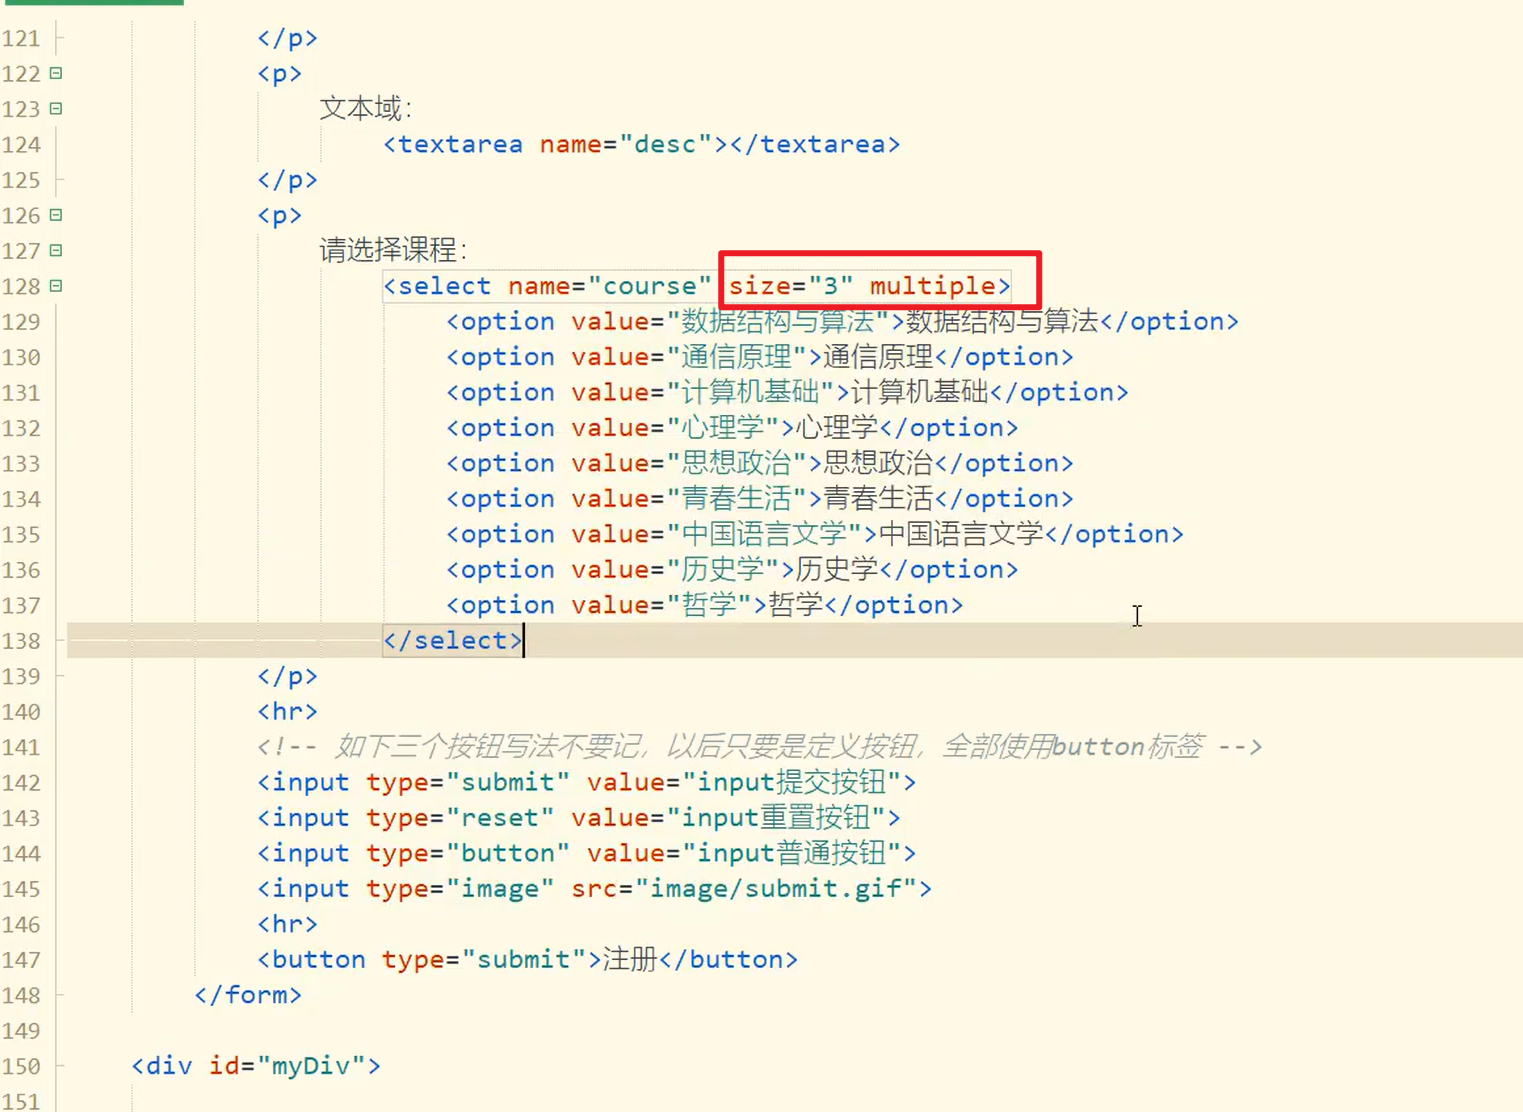 121 </p>
122 <p>
123 文本域：
124 <textarea name="desc"></textarea>
125 </p>
126 <p>
127 请选择课程：
128 <select name="course" size="3" multiple>
129 <option value="数据结构与算法">数据结构与算法</option>
130 <option value="通信原理">通信原理</option>
131 <option value="计算机基础">计算机基础</option>
132 <option value="心理学">心理学</option>
133 <option value="思想政治">思想政治</option>
134 <option value="青春生活">青春生活</option>
135 <option value="中国语言文学">中国语言文学</option>
136 <option value="历史学">历史学</option>
137 <option value="哲学">哲学</option>
138 </select>
139 </p>
140 <hr>
141 <!-- 如下三个按钮写法不要记，以后只要是定义按钮，全部使用button标签 -->
142 <input type="submit" value="input提交按钮">
143 <input type="reset" value="input重置按钮">
144 <input type="button" value="input普通按钮">
145 <input type="image" src="image/submit.gif">
146 <hr>
147 <button type="submit">注册</button>
148 </form>
149
150 <div id="myDiv">
151